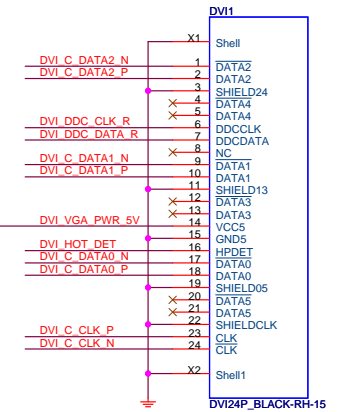 DVI1
X1 Shell
DVI_C_DATA2_N 1 DATA2
DVI_C_DATA2_P 2 DATA2
3 SHIELD24
4 DATA4
5 DATA4
DVI_DDC_CLK_R 6 DDCCLK
DVI_DDC_DATA_R 7 DDCDATA
8 NC
DVI_C_DATA1_N 9 DATA1
DVI_C_DATA1_P 10 DATA1
11 SHIELD13
12 DATA3
13 DATA3
DVI_VGA_PWR_5V 14 VCC5
15 GND5
DVI_HOT_DET 16 HPDET
DVI_C_DATA0_N 17 DATA0
DVI_C_DATA0_P 18 DATA0
19 SHIELD05
20 DATA5
21 DATA5
22 SHIELDCLK
DVI_C_CLK_P 23 CLK
DVI_C_CLK_N 24 CLK
X2 Shell1
DVI24P_BLACK-RH-15